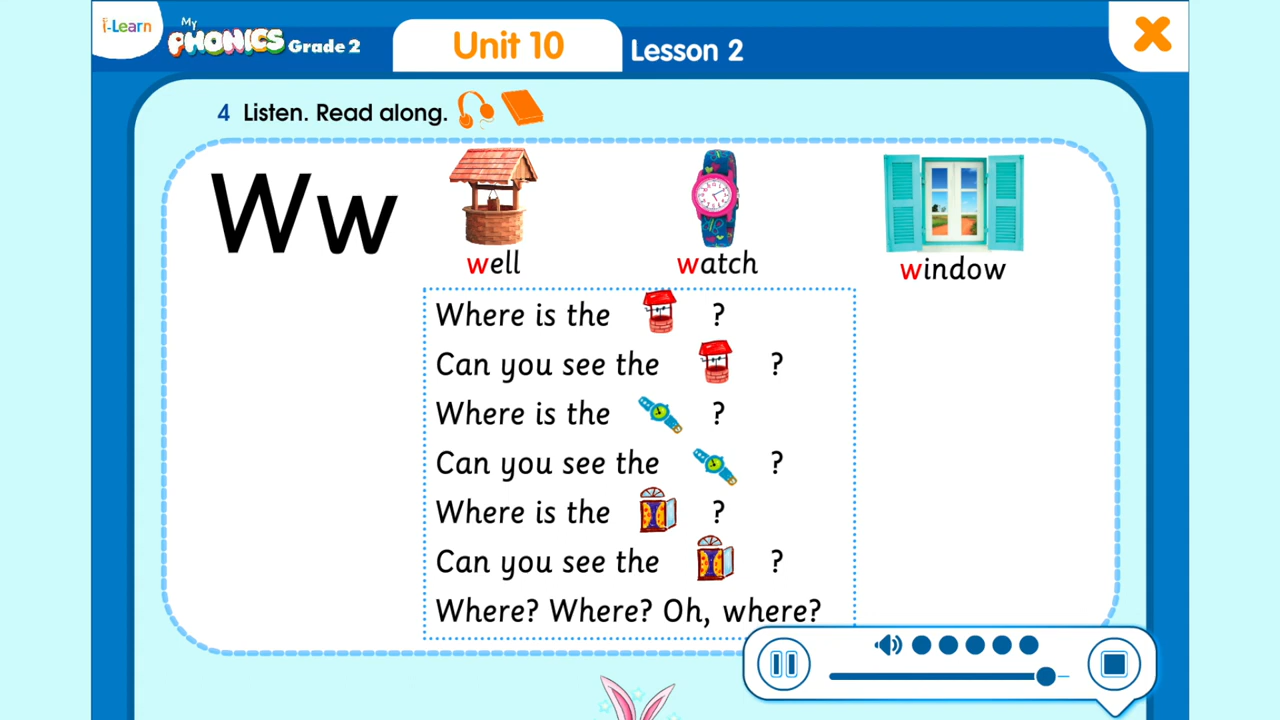 i-Learn
My
PHONICS Grade 2
Unit 10
Lesson 2
4 Listen. Read along.
Ww
well
watch
window
Where is the ?
Can you see the ?
Where is the ?
Can you see the ?
Where is the ?
Can you see the ?
Where? Where? Oh, where?